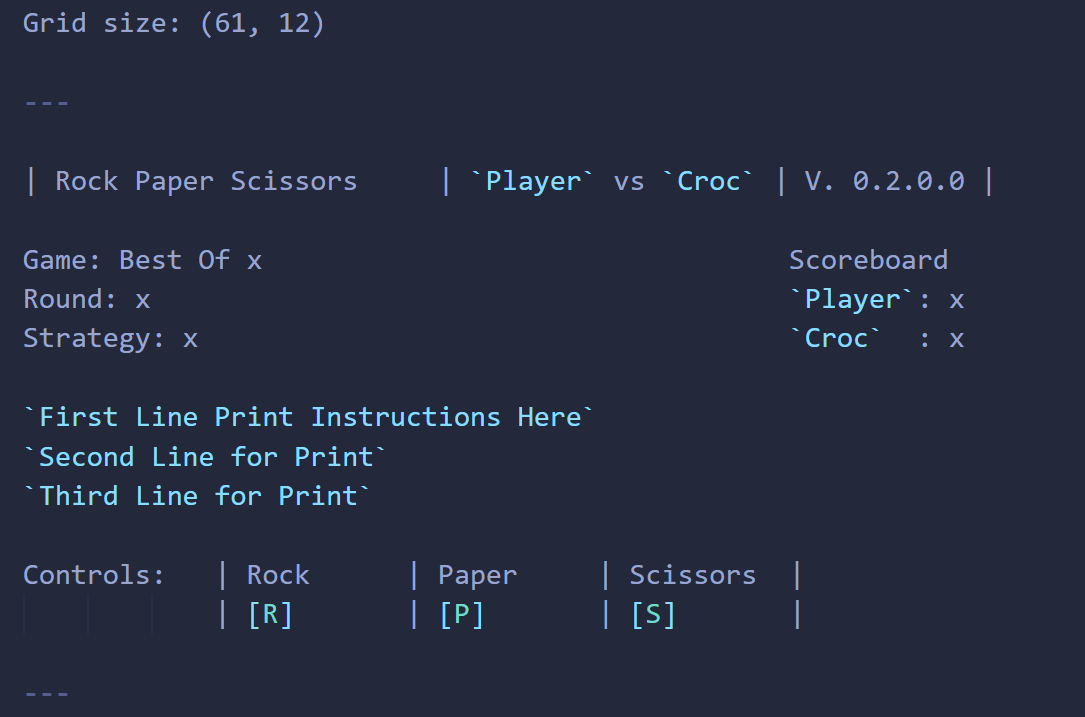 Grid size: (61, 12)
---
| Rock Paper Scissors     | `Player` vs `Croc` | V. 0.2.0.0 |
Game: Best Of x                                 Scoreboard
Round: x                                        `Player`: x
Strategy: x                                     `Croc`  : x
`First Line Print Instructions Here`
`Second Line for Print`
`Third Line for Print`
Controls:   | Rock      | Paper     | Scissors  |
            | [R]       | [P]       | [S]       |
---